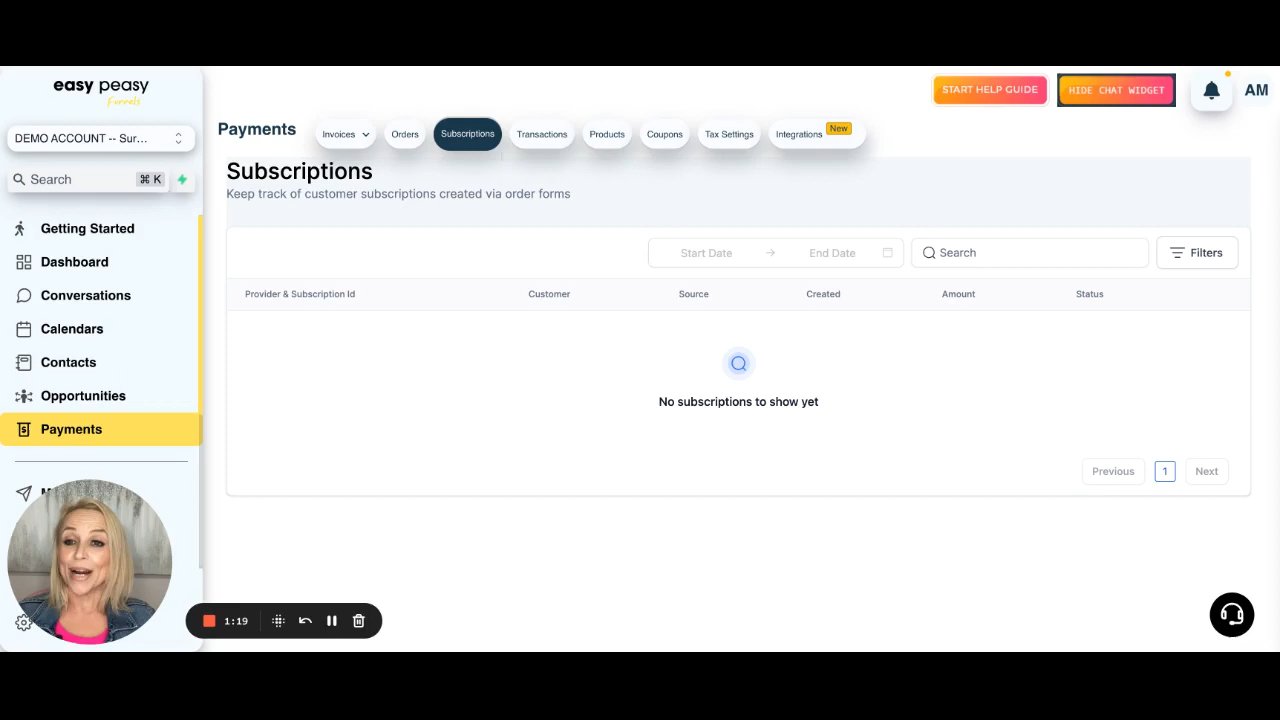 easy peasy
Funnels
DEMO ACCOUNT -- Sur...
Search ⌘ K
Getting Started
Dashboard
Conversations
Calendars
Contacts
Opportunities
Payments
START HELP GUIDE
HIDE CHAT WIDGET
AM
Payments
Invoices
Orders
Subscriptions
Transactions
Products
Coupons
Tax Settings
Integrations New
Subscriptions
Keep track of customer subscriptions created via order forms
Start Date → End Date
Search
Filters
Provider & Subscription Id Customer Source Created Amount Status
No subscriptions to show yet
Previous 1 Next
1:19